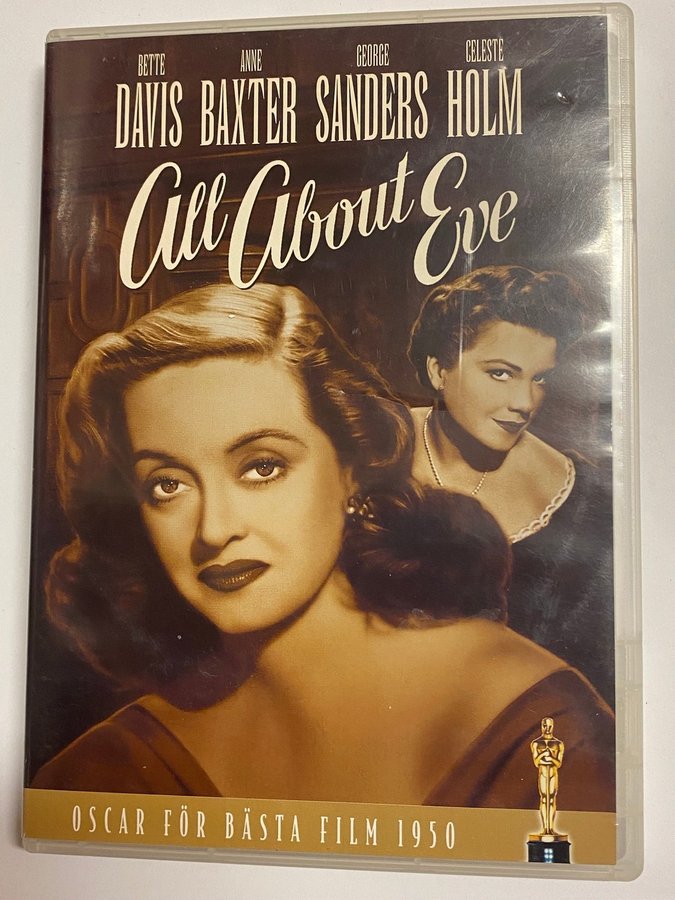 BETTE ANNE GEORGE CELESTE
DAVIS BAXTER SANDERS HOLM
All About Eve
OSCAR FÖR BÄSTA FILM 1950